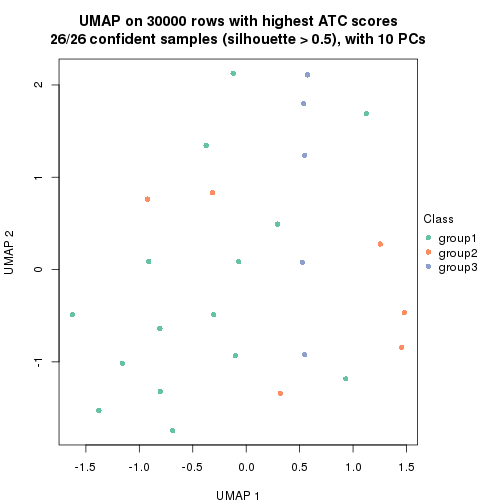 UMAP on 30000 rows with highest ATC scores
26/26 confident samples (silhouette > 0.5), with 10 PCs
2
1
0
-1
UMAP 2
-1.5 -1.0 -0.5 0.0 0.5 1.0 1.5
UMAP 1
Class
group1
group2
group3